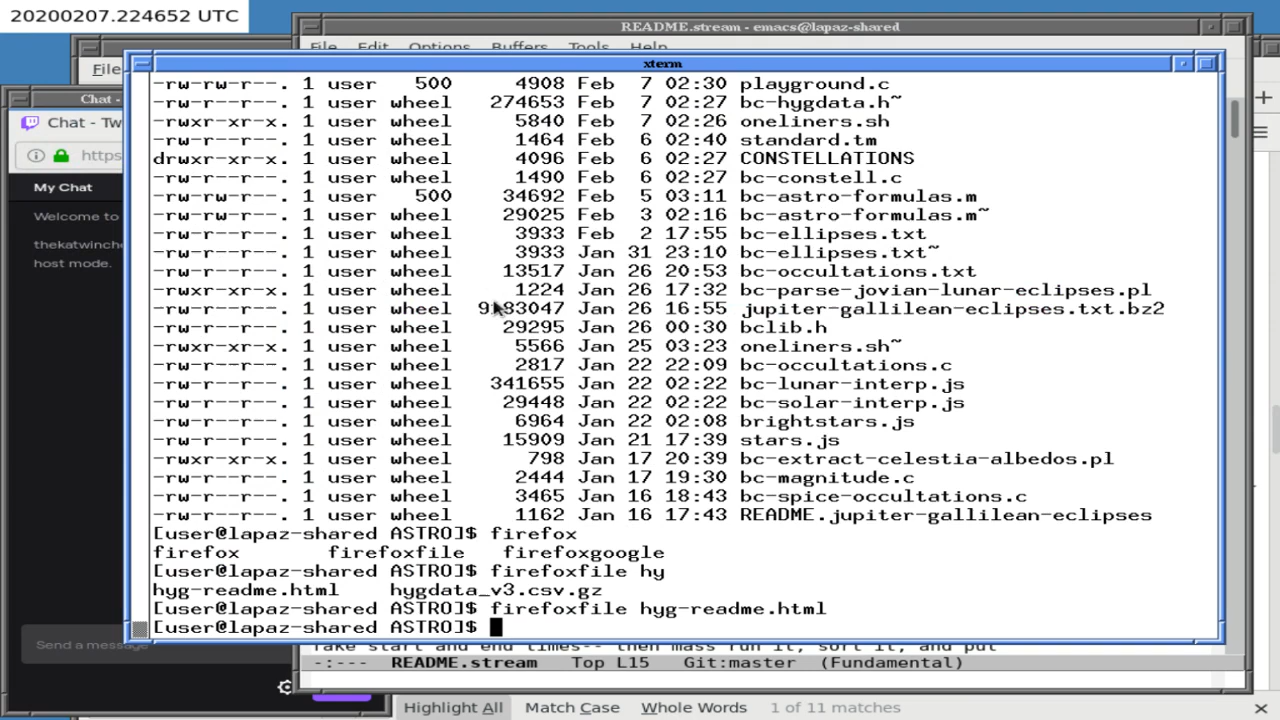 20200207.224652 UTC
README.stream - emacs@lapaz-shared
File Edit Options Buffers Tools Help
File
xterm
Chat -
Chat - Tw
https
My Chat
Welcome to
thekatwinche
host mode.
-rw-rw-r--. 1 user 500 4908 Feb 7 02:30 playground.c
-rw-r--r--. 1 user wheel 274653 Feb 7 02:27 bc-hygdata.h~
-rwxr-xr-x. 1 user wheel 5840 Feb 7 02:26 oneliners.sh
-rw-r--r--. 1 user wheel 1464 Feb 6 02:40 standard.tm
drwxr-xr-x. 1 user wheel 4096 Feb 6 02:27 CONSTELLATIONS
-rw-r--r--. 1 user wheel 1490 Feb 6 02:27 bc-constell.c
-rw-rw-r--. 1 user 500 34692 Feb 5 03:11 bc-astro-formulas.m
-rw-rw-r--. 1 user wheel 29025 Feb 3 02:16 bc-astro-formulas.m~
-rw-r--r--. 1 user wheel 3933 Feb 2 17:55 bc-ellipses.txt
-rw-r--r--. 1 user wheel 3933 Jan 31 23:10 bc-ellipses.txt~
-rw-r--r--. 1 user wheel 13517 Jan 26 20:53 bc-occultations.txt
-rwxr-xr-x. 1 user wheel 1224 Jan 26 17:32 bc-parse-jovian-lunar-eclipses.pl
-rw-r--r--. 1 user wheel Jan 26 16:55 jupiter-gallilean-eclipses.txt.bz2
-rw-r--r--. 1 user wheel 29295 Jan 26 00:30 bclib.h
-rwxr-xr-x. 1 user wheel 5566 Jan 25 03:23 oneliners.sh~
-rw-r--r--. 1 user wheel 2817 Jan 22 22:09 bc-occultations.c
-rw-r--r--. 1 user wheel 341655 Jan 22 02:22 bc-lunar-interp.js
-rw-r--r--. 1 user wheel 29448 Jan 22 02:22 bc-solar-interp.js
-rw-r--r--. 1 user wheel 6964 Jan 22 02:08 brightstars.js
-rw-r--r--. 1 user wheel 15909 Jan 21 17:39 stars.js
-rwxr-xr-x. 1 user wheel 798 Jan 17 20:39 bc-extract-celestia-albedos.pl
-rw-r--r--. 1 user wheel 2444 Jan 17 19:30 bc-magnitude.c
-rw-r--r--. 1 user wheel 3465 Jan 16 18:43 bc-spice-occultations.c
-rw-r--r--. 1 user wheel 1162 Jan 16 17:43 README.jupiter-gallilean-eclipses
[user@lapaz-shared ASTRO]$ firefox
firefox firefoxfile firefoxgoogle
[user@lapaz-shared ASTRO]$ firefoxfile hy
hyg-readme.html hygdata_v3.csv.gz
[user@lapaz-shared ASTRO]$ firefoxfile hyg-readme.html
[user@lapaz-shared ASTRO]$
Send a message
Take start and end times-- then mass run it, sort it, and put
-:--- README.stream Top L15 Git:master (Fundamental)
Highlight All Match Case Whole Words 1 of 11 matches